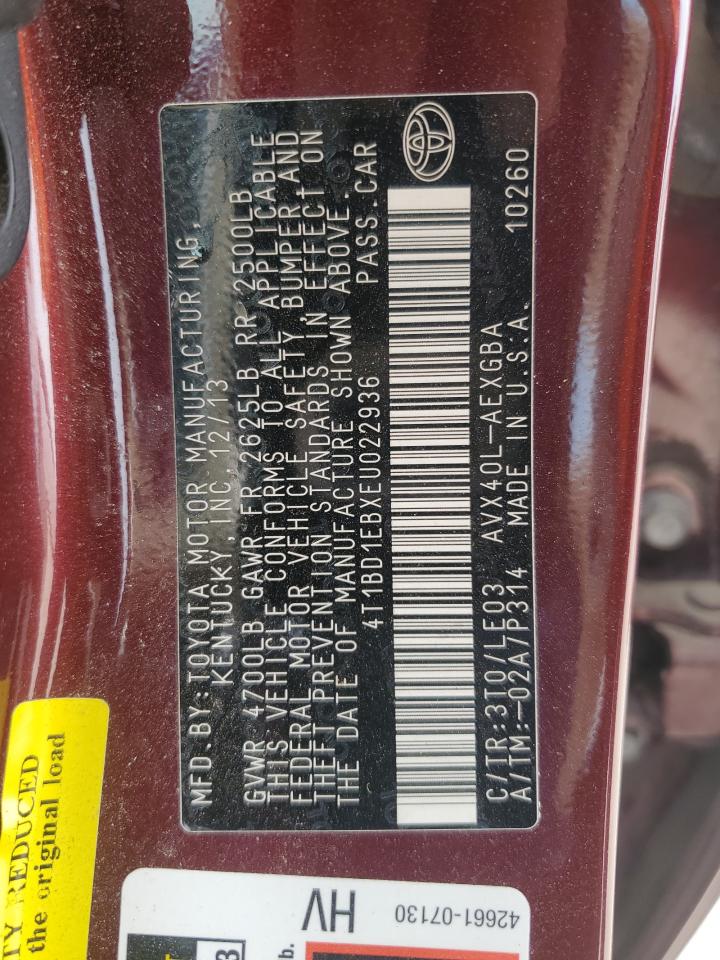 MFD.BY:TOYOTA MOTOR MANUFACTURING,
KENTUCKY,INC,12/13
GVWR 4700LB GAWR FR 2625LB RR 2500LB
THIS VEHICLE CONFORMS TO ALL APPLICABLE
FEDERAL MOTOR VEHICLE SAFETY, BUMPER AND
THEFT PREVENTION STANDARDS IN EFFECT ON
THE DATE OF MANUFACTURE SHOWN ABOVE.
4T1BD1EBXEU022936 PASS.CAR
C/TR:3T0/LE03 AVX40L-AEXGBA 10260
A/TM:-02A7P314 MADE IN U.S.A.
REDUCED
the original load
HV
42661-07130